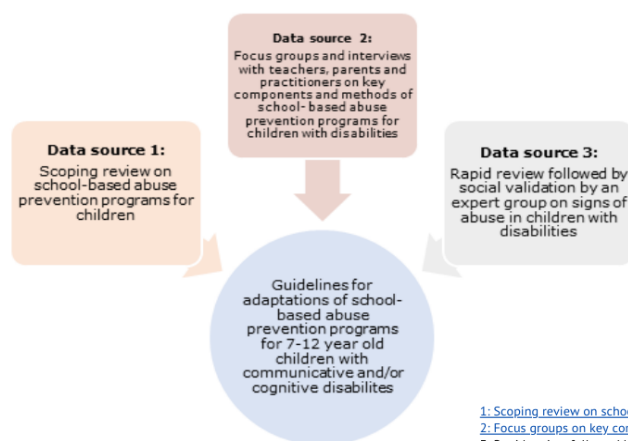 Data source 2:
Focus groups and interviews
with teachers, parents and
practitioners on key
components and methods of
school- based abuse
prevention programs for
children with disabilities
Data source 1:
Scoping review on
school-based abuse
prevention programs for
children
Data source 3:
Rapid review followed by
social validation by an
expert group on signs of
abuse in children with
disabilities
Guidelines for
adaptations of school-
based abuse
prevention programs
for 7-12 year old
children with
communicative and/or
cognitive disabilites
1: Scoping review on
2: Focus groups on key